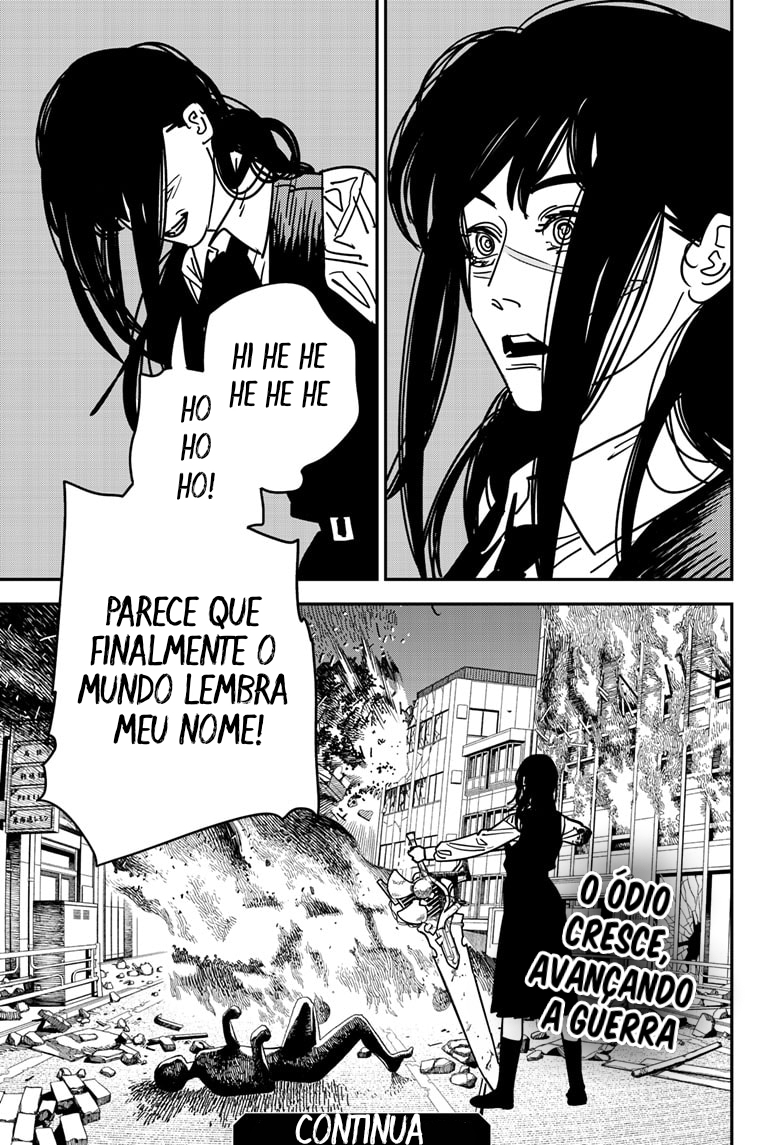 HI HE HE
HE HE HE
HO
HO
HO!
PARECE QUE
FINALMENTE O
MUNDO LEMBRA
MEU NOME!
O ÓDIO
CRESCE,
AVANÇANDO
A GUERRA
CONTINUA